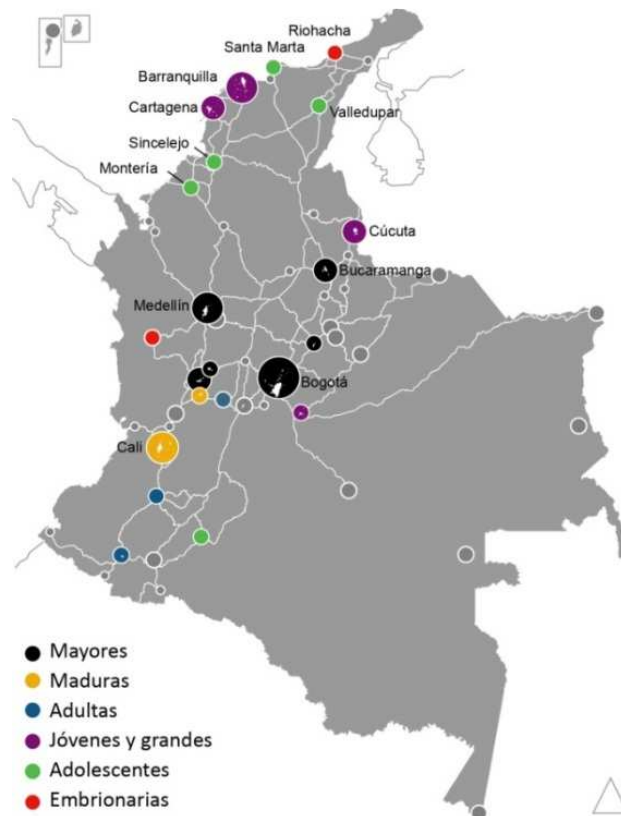 Riohacha
Santa Marta
Barranquilla
Cartagena
Valledupar
Sincelejo
Montería
Cúcuta
Bucaramanga
Medellín
Bogotá
Cali
Mayores
Maduras
Adultas
Jóvenes y grandes
Adolescentes
Embrionarias